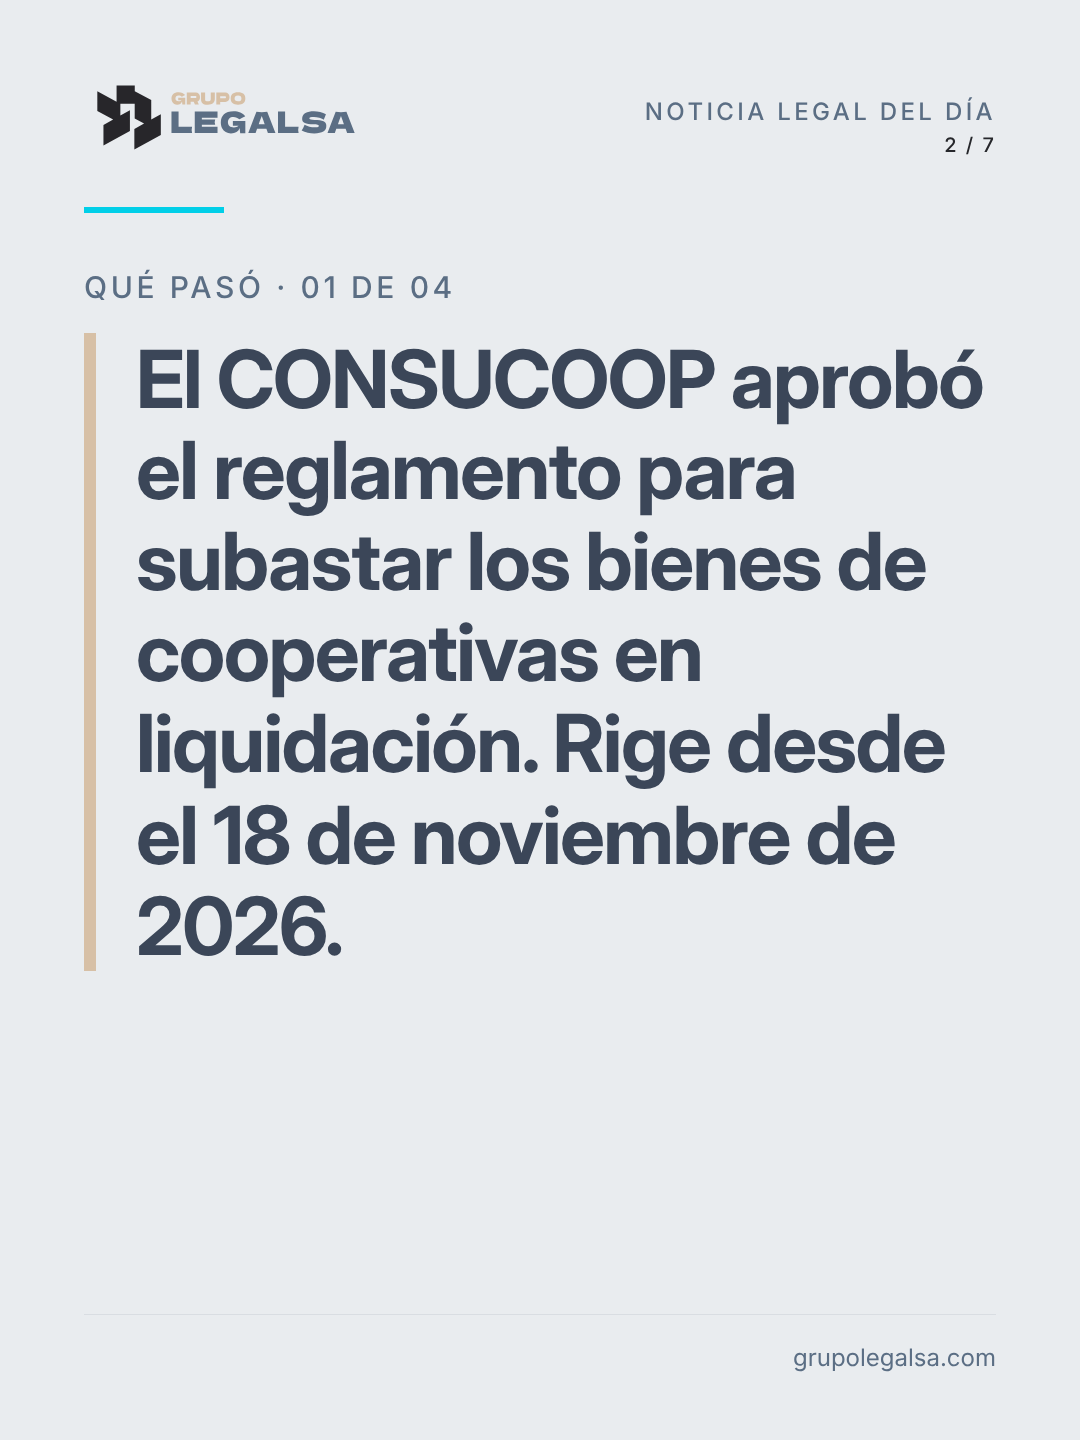 GRUPO
LEGALSA
NOTICIA LEGAL DEL DÍA
2 / 7
QUÉ PASÓ · 01 DE 04
El CONSUCOOP aprobó
el reglamento para
subastar los bienes de
cooperativas en
liquidación. Rige desde
el 18 de noviembre de
2026.
grupolegalsa.com